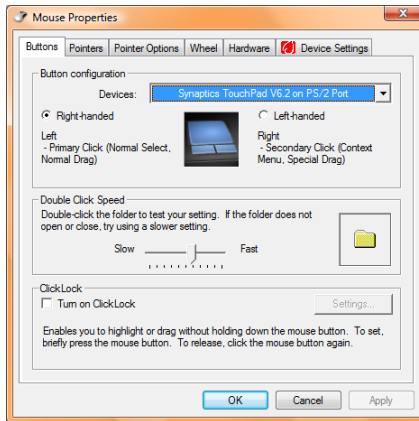 Mouse Properties
Buttons Pointers Pointer Options Wheel Hardware Device Settings
Button configuration
Devices: Synaptics TouchPad V6.2 on PS/2 Port
Right-handed
Left-handed
Left
- Primary Click (Normal Select,
Normal Drag)
Right
- Secondary Click (Context
Menu, Special Drag)
Double Click Speed
Double-click the folder to test your setting. If the folder does not
open or close, try using a slower setting.
Slow Fast
ClickLock
Turn on ClickLock
Settings...
Enables you to highlight or drag without holding down the mouse button. To set,
briefly press the mouse button. To release, click the mouse button again.
OK Cancel Apply